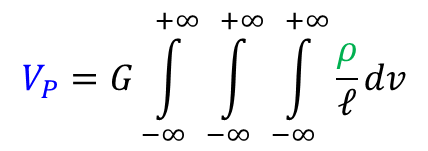 V_P = G ∫_{−∞}^{+∞} ∫_{−∞}^{+∞} ∫_{−∞}^{+∞} ρ/ℓ dv